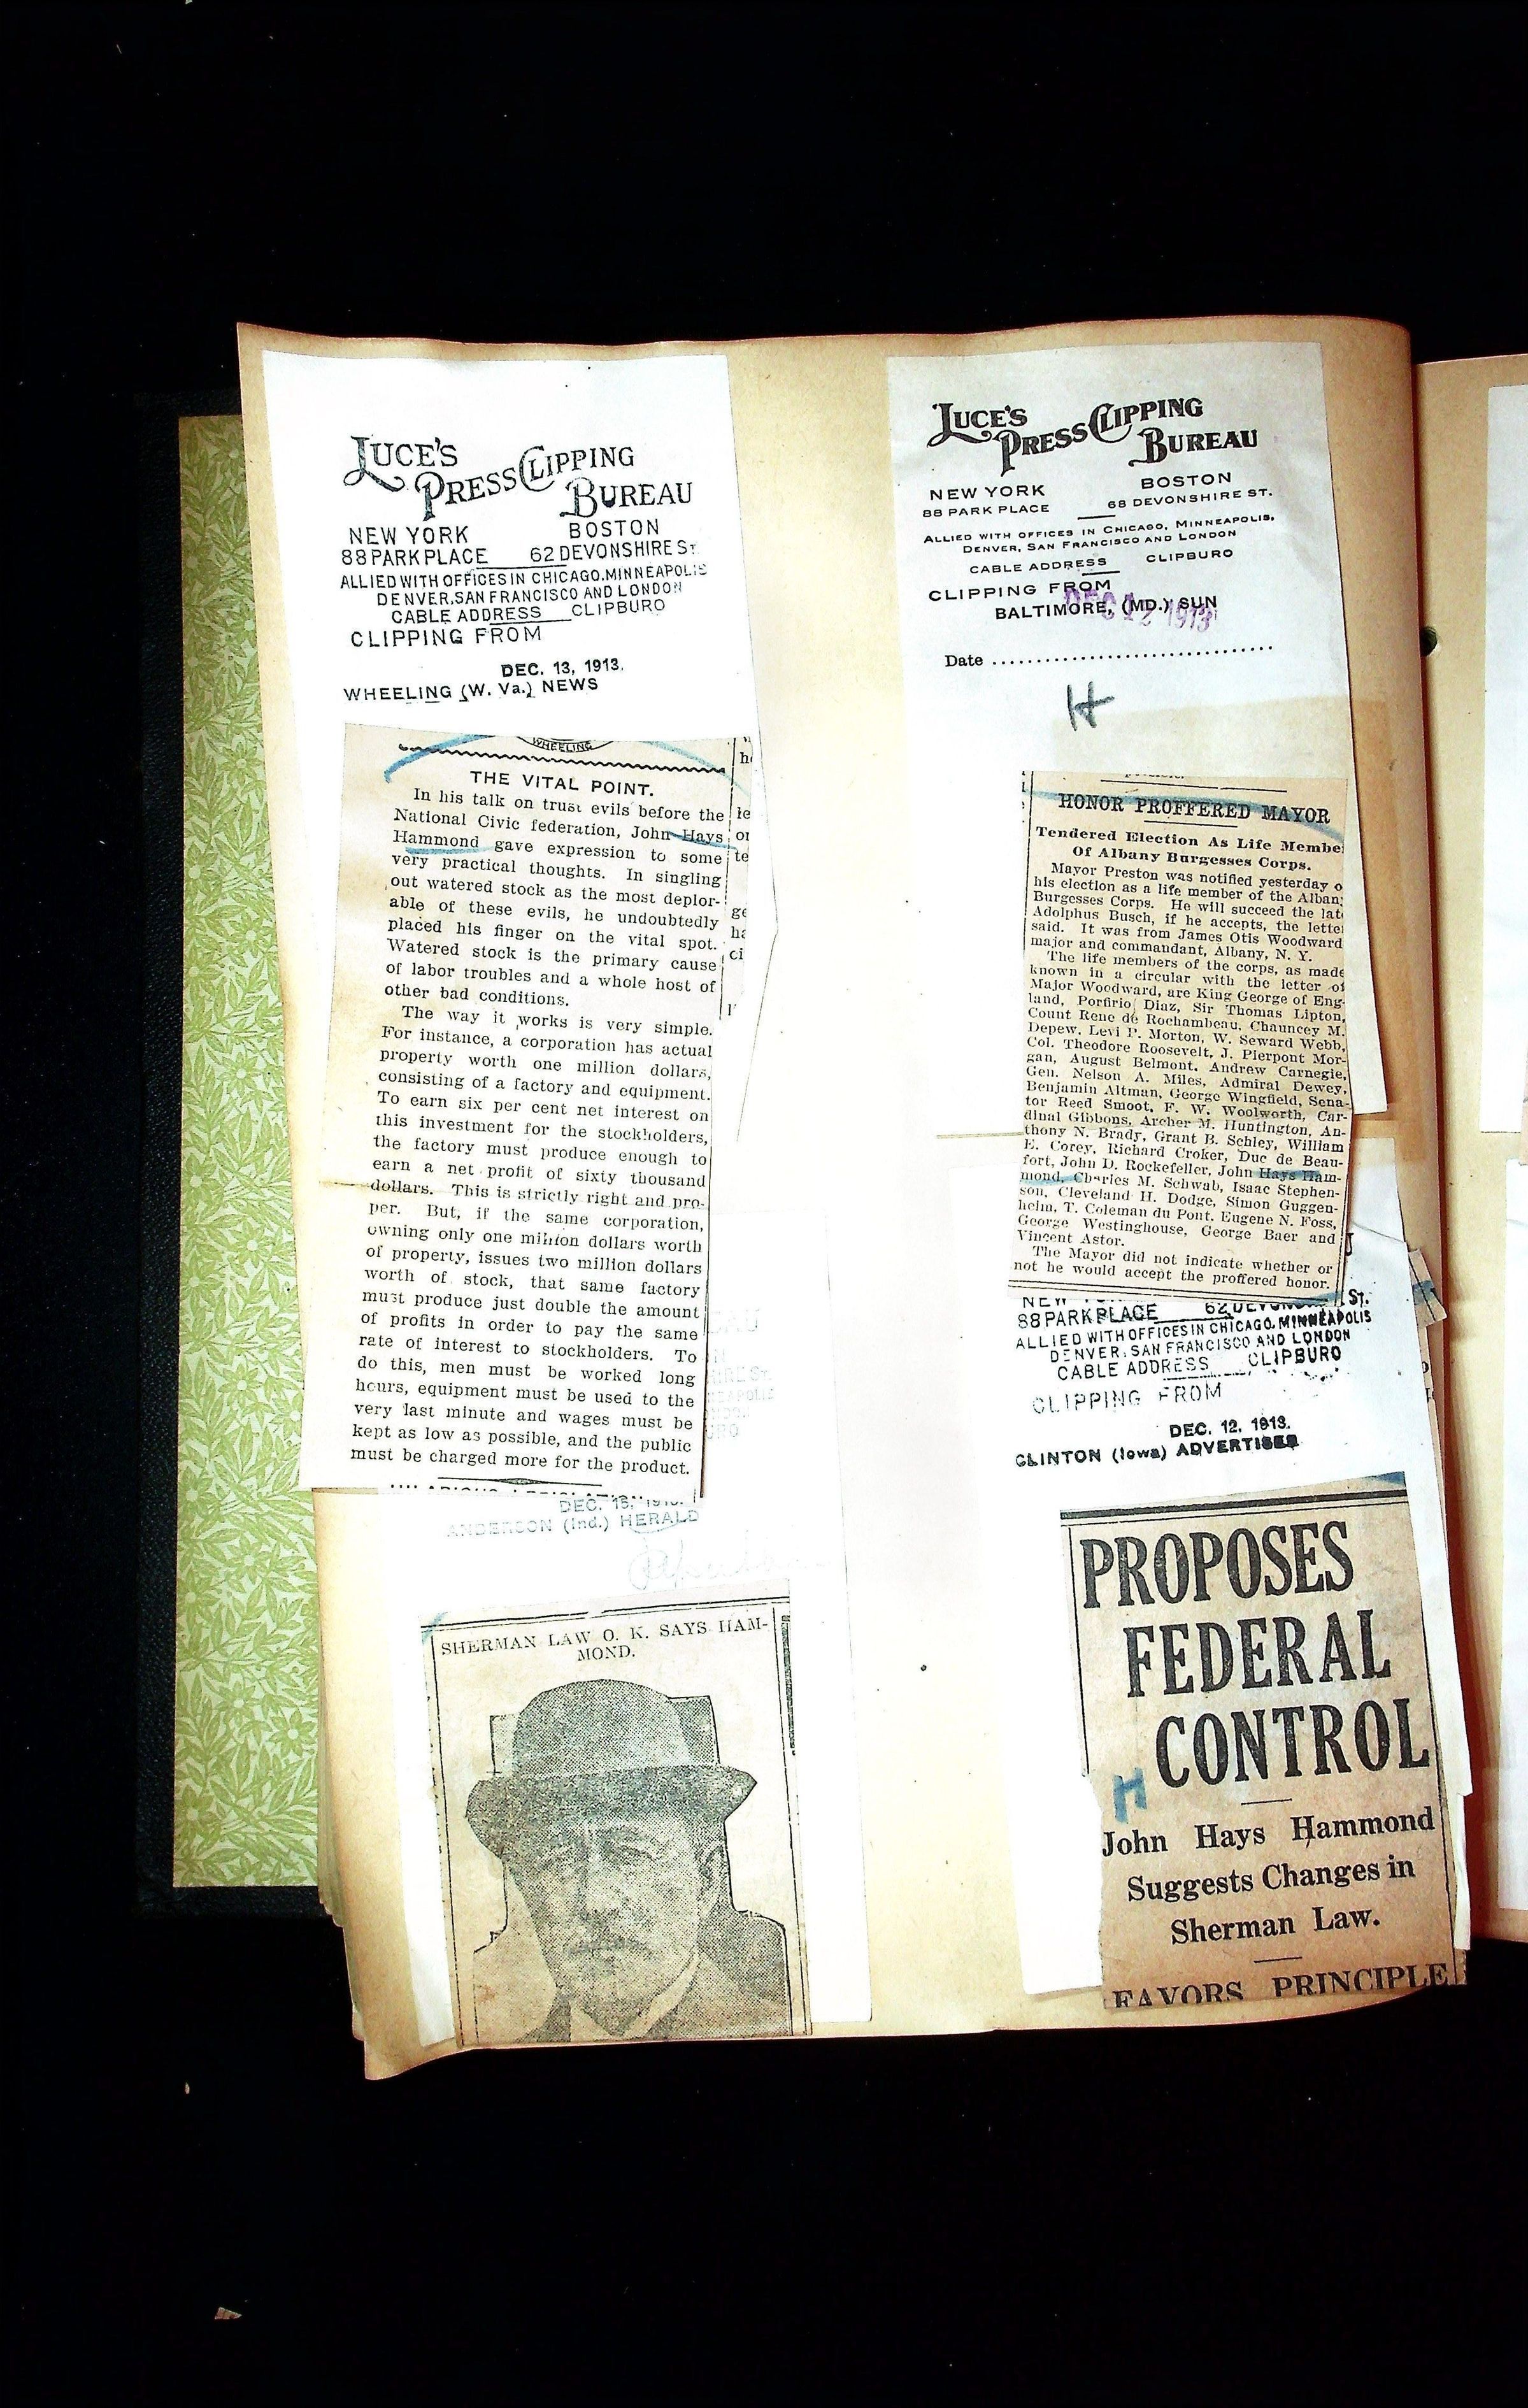 LUCE'S
PRESS CLIPPING
BUREAU
NEW YORK BOSTON
88 PARK PLACE 62 DEVONSHIRE ST.
ALLIED WITH OFFICES IN CHICAGO, MINNEAPOLIS
DENVER, SAN FRANCISCO AND LONDON
CABLE ADDRESS CLIPBURO
CLIPPING FROM
DEC. 13, 1913.
WHEELING (W. Va.) NEWS
WHEELING
THE VITAL POINT.
In his talk on trust evils before the
National Civic federation, John Hays
Hammond gave expression to some
very practical thoughts. In singling
out watered stock as the most deplor-
able of these evils, he undoubtedly
placed his finger on the vital spot.
Watered stock is the primary cause
of labor troubles and a whole host of
other bad conditions.
The way it works is very simple.
For instance, a corporation has actual
property worth one million dollars,
consisting of a factory and equipment.
To earn six per cent net interest on
this investment for the stockholders,
the factory must produce enough to
earn a net profit of sixty thousand
dollars. This is strictly right and pro-
per. But, if the same corporation,
owning only one million dollars worth
of property, issues two million dollars
worth of stock, that same factory
must produce just double the amount
of profits in order to pay the same
rate of interest to stockholders. To
do this, men must be worked long
hours, equipment must be used to the
very last minute and wages must be
kept as low as possible, and the public
must be charged more for the product.
DEC. 15, 1913.
ANDERSON (Ind.) HERALD
SHERMAN LAW O. K. SAYS HAM-
MOND.
LUCE'S
PRESS CLIPPING
BUREAU
NEW YORK BOSTON
88 PARK PLACE 68 DEVONSHIRE ST.
ALLIED WITH OFFICES IN CHICAGO, MINNEAPOLIS,
DENVER, SAN FRANCISCO AND LONDON
CABLE ADDRESS CLIPBURO
CLIPPING FROM
DEC 12 1913
BALTIMORE, (MD.) SUN
Date
H
HONOR PROFFERED MAYOR
Tendered Election As Life Membe
Of Albany Burgesses Corps.
Mayor Preston was notified yesterday o
his election as a life member of the Alban
Burgesses Corps. He will succeed the lat
Adolphus Busch, if he accepts, the letter
said. It was from James Otis Woodward
major and commandant, Albany, N. Y.
The life members of the corps, as made
known in a circular with the letter of
Major Woodward, are King George of Eng-
land, Porfirio Diaz, Sir Thomas Lipton,
Count Rene de Rochambeau, Chauncey M.
Depew, Levi P. Morton, W. Seward Webb,
Col. Theodore Roosevelt, J. Pierpont Mor-
gan, August Belmont, Andrew Carnegie,
Gen. Nelson A. Miles, Admiral Dewey,
Benjamin Altman, George Wingfield, Sena-
tor Reed Smoot, F. W. Woolworth, Car-
dinal Gibbons, Archer M. Huntington, An-
thony N. Brady, Grant B. Schley, William
E. Corey, Richard Croker, Duc de Beau-
fort, John D. Rockefeller, John Hays Ham-
mond, Charles M. Schwab, Isaac Stephen-
son, Cleveland H. Dodge, Simon Guggen-
heim, T. Coleman du Pont, Eugene N. Foss,
George Westinghouse, George Baer and
Vincent Astor.
The Mayor did not indicate whether or
not he would accept the proffered honor.
88 PARK PLACE 62 DEVONSHIRE ST.
ALLIED WITH OFFICES IN CHICAGO, MINNEAPOLIS
DENVER, SAN FRANCISCO AND LONDON
CABLE ADDRESS CLIPBURO
CLIPPING FROM
DEC. 12, 1913.
CLINTON (Iowa) ADVERTISER
PROPOSES
FEDERAL
CONTROL
H
John Hays Hammond
Suggests Changes in
Sherman Law.
FAVORS PRINCIPLE